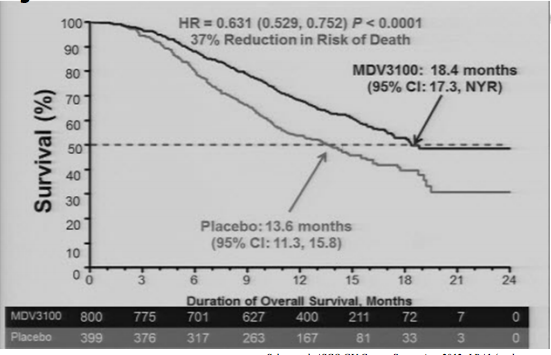 HR = 0.631 (0.529, 0.752) P < 0.0001
37% Reduction in Risk of Death
MDV3100: 18.4 months
(95% CI: 17.3, NYR)
Survival (%)
100
90
80
70
60
50
40
30
20
10
0
Placebo: 13.6 months
(95% CI: 11.3, 15.8)
0 3 6 9 12 15 18 21 24
Duration of Overall Survival, Months
MDV3100 800 775 701 627 400 211 72 7 0
Placebo 399 376 317 263 167 81 33 3 0